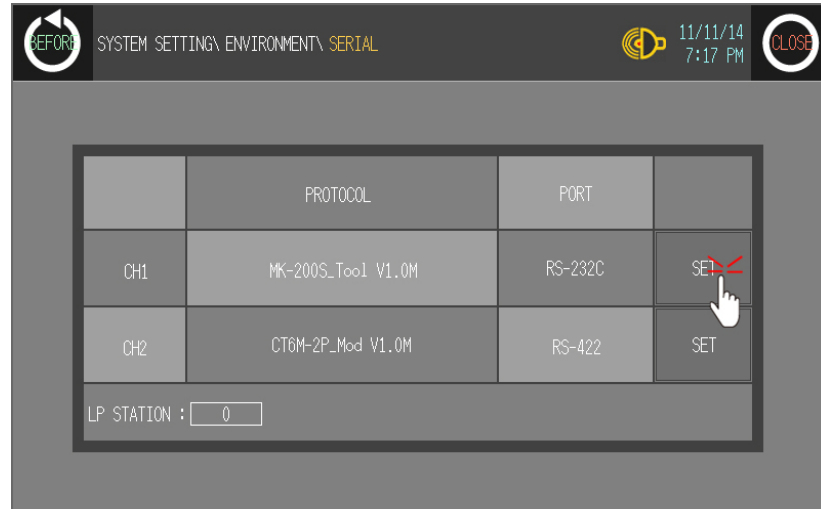 BEFORE
SYSTEM SETTING\ ENVIRONMENT\ SERIAL
11/11/14
7:17 PM
CLOSE
PROTOCOL PORT
CH1 MK-200S_Tool V1.0M RS-232C SET
CH2 CT6M-2P_Mod V1.0M RS-422 SET
LP STATION : 0